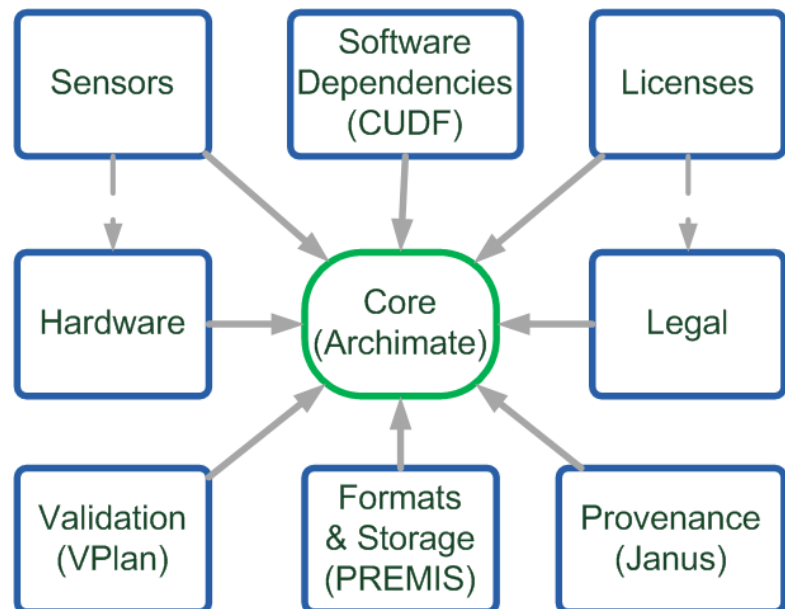 Sensors
Software
Dependencies
(CUDF)
Licenses
Hardware
Core
(Archimate)
Legal
Validation
(VPlan)
Formats
& Storage
(PREMIS)
Provenance
(Janus)